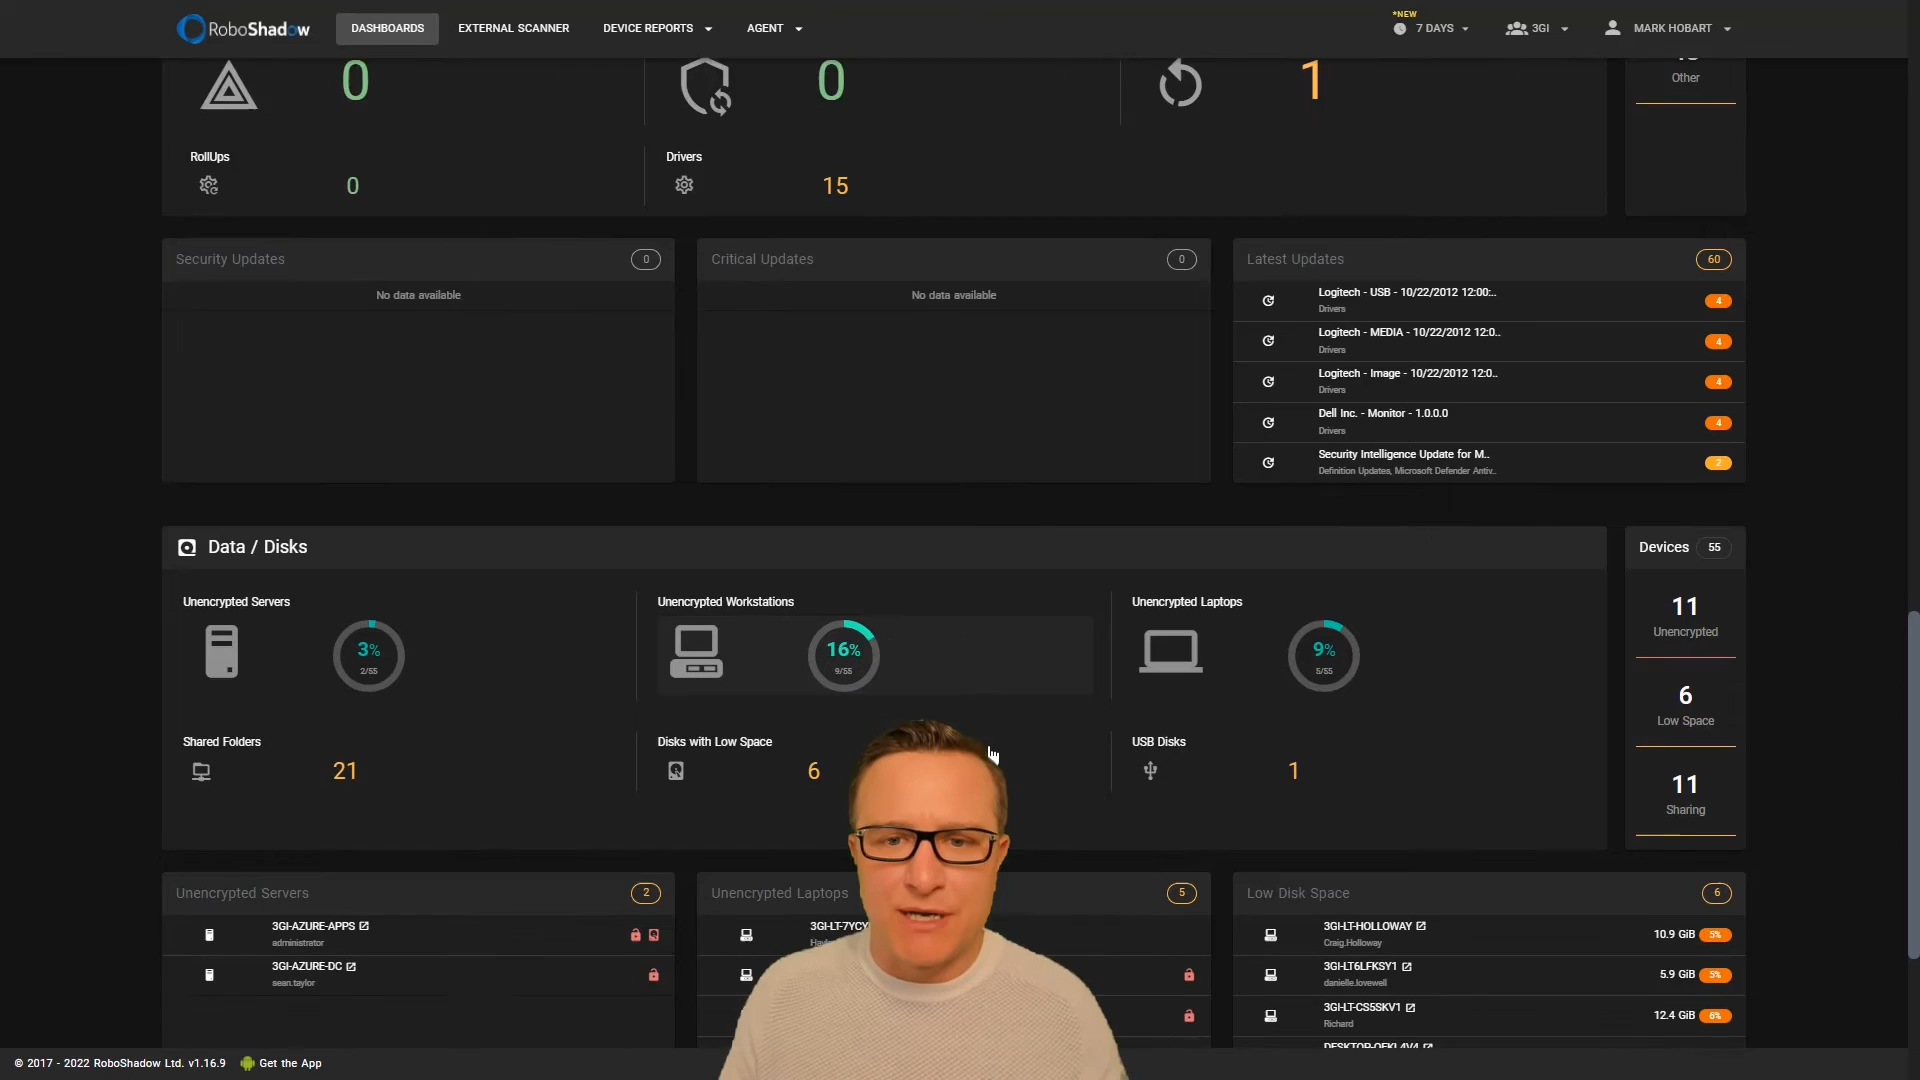 RoboShadow
DASHBOARDS
EXTERNAL SCANNER
DEVICE REPORTS
AGENT
*NEW
7 DAYS
3GI
MARK HOBART
0
0
1
Other
RollUps
0
Drivers
15
Security Updates
0
No data available
Critical Updates
0
No data available
Latest Updates
60
Logitech - USB - 10/22/2012 12:00:..
Drivers
4
Logitech - MEDIA - 10/22/2012 12:0..
Drivers
4
Logitech - Image - 10/22/2012 12:0..
Drivers
4
Dell Inc. - Monitor - 1.0.0.0
Drivers
4
Security Intelligence Update for M..
Definition Updates, Microsoft Defender Antiv..
2
Data / Disks
Unencrypted Servers
3%
2/55
Unencrypted Workstations
16%
9/55
Unencrypted Laptops
9%
5/55
Shared Folders
21
Disks with Low Space
6
USB Disks
1
Devices
55
11
Unencrypted
6
Low Space
11
Sharing
Unencrypted Servers
2
3GI-AZURE-APPS
administrator
3GI-AZURE-DC
sean.taylor
Unencrypted Laptops
5
3GI-LT-7YCY
Low Disk Space
6
3GI-LT-HOLLOWAY
Craig.Holloway
10.9 GiB
5%
3GI-LT6LFKSY1
danielle.lovewell
5.9 GiB
5%
3GI-LT-CS5SKV1
Richard
12.4 GiB
6%
© 2017 - 2022 RoboShadow Ltd. v1.16.9
Get the App